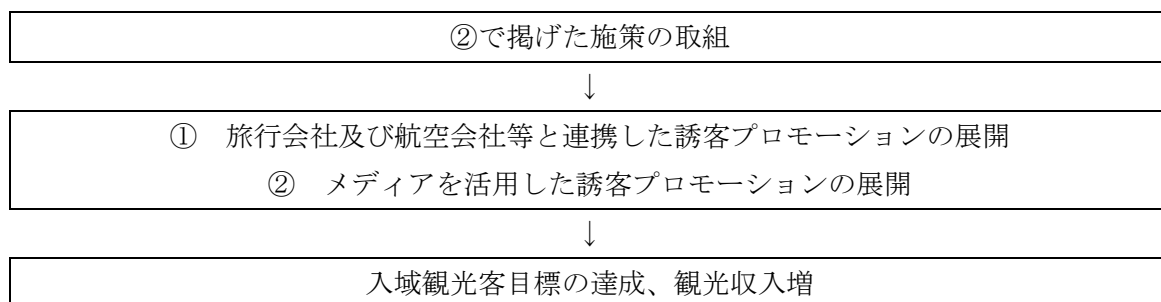 ②で掲げた施策の取組
↓
① 旅行会社及び航空会社等と連携した誘客プロモーションの展開
② メディアを活用した誘客プロモーションの展開
↓
入域観光客目標の達成、観光収入増